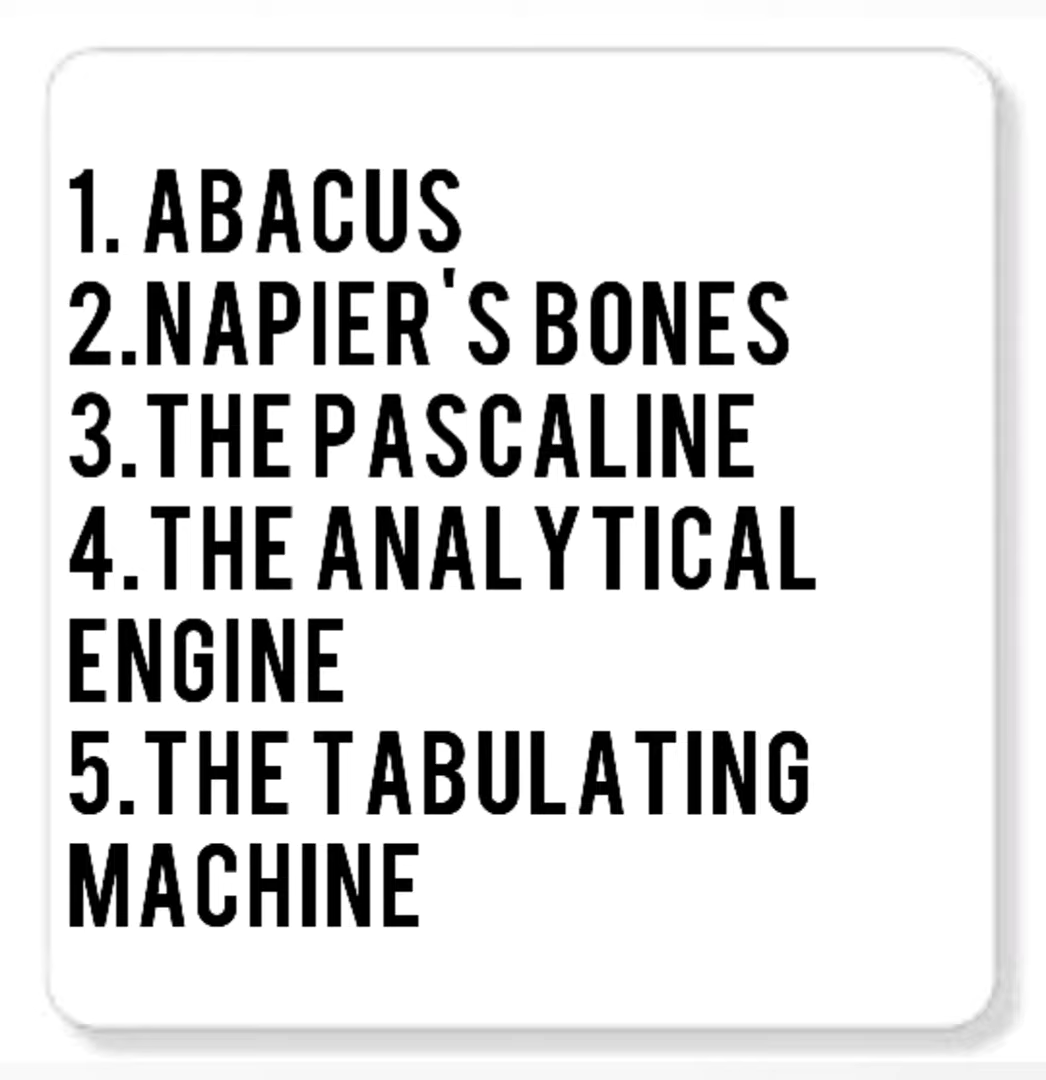 1. ABACUS
2.NAPIER'S BONES
3.THE PASCALINE
4.THE ANALYTICAL
ENGINE
5.THE TABULATING
MACHINE